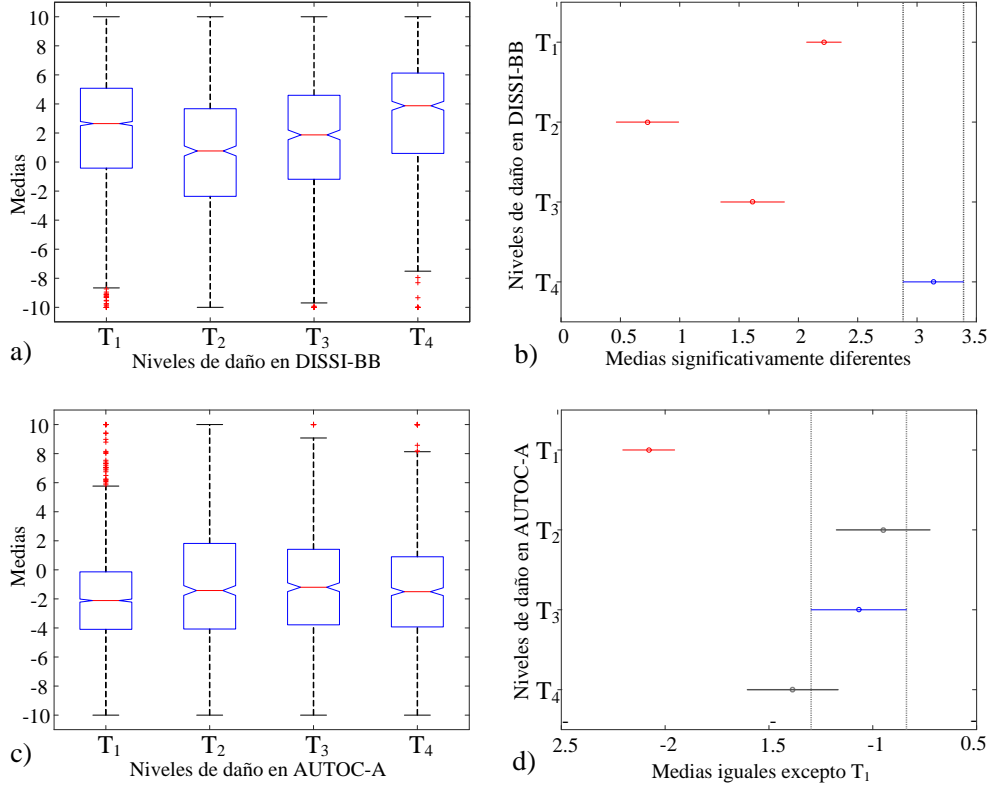 10
8
6
4
2
0
-2
-4
-6
-8
-10
Medias
T1 T2 T3 T4
a) Niveles de daño en DISSI-BB
T1
T2
T3
T4
Niveles de daño en DISSI-BB
0 0.5 1 1.5 2 2.5 3 3.5
b) Medias significativamente diferentes
10
8
6
4
2
0
-2
-4
-6
-8
-10
Medias
T1 T2 T3 T4
c) Niveles de daño en AUTOC-A
T1
T2
T3
T4
Niveles de daño en AUTOC-A
2.5 -2 1.5 -1 0.5
d) Medias iguales excepto T1